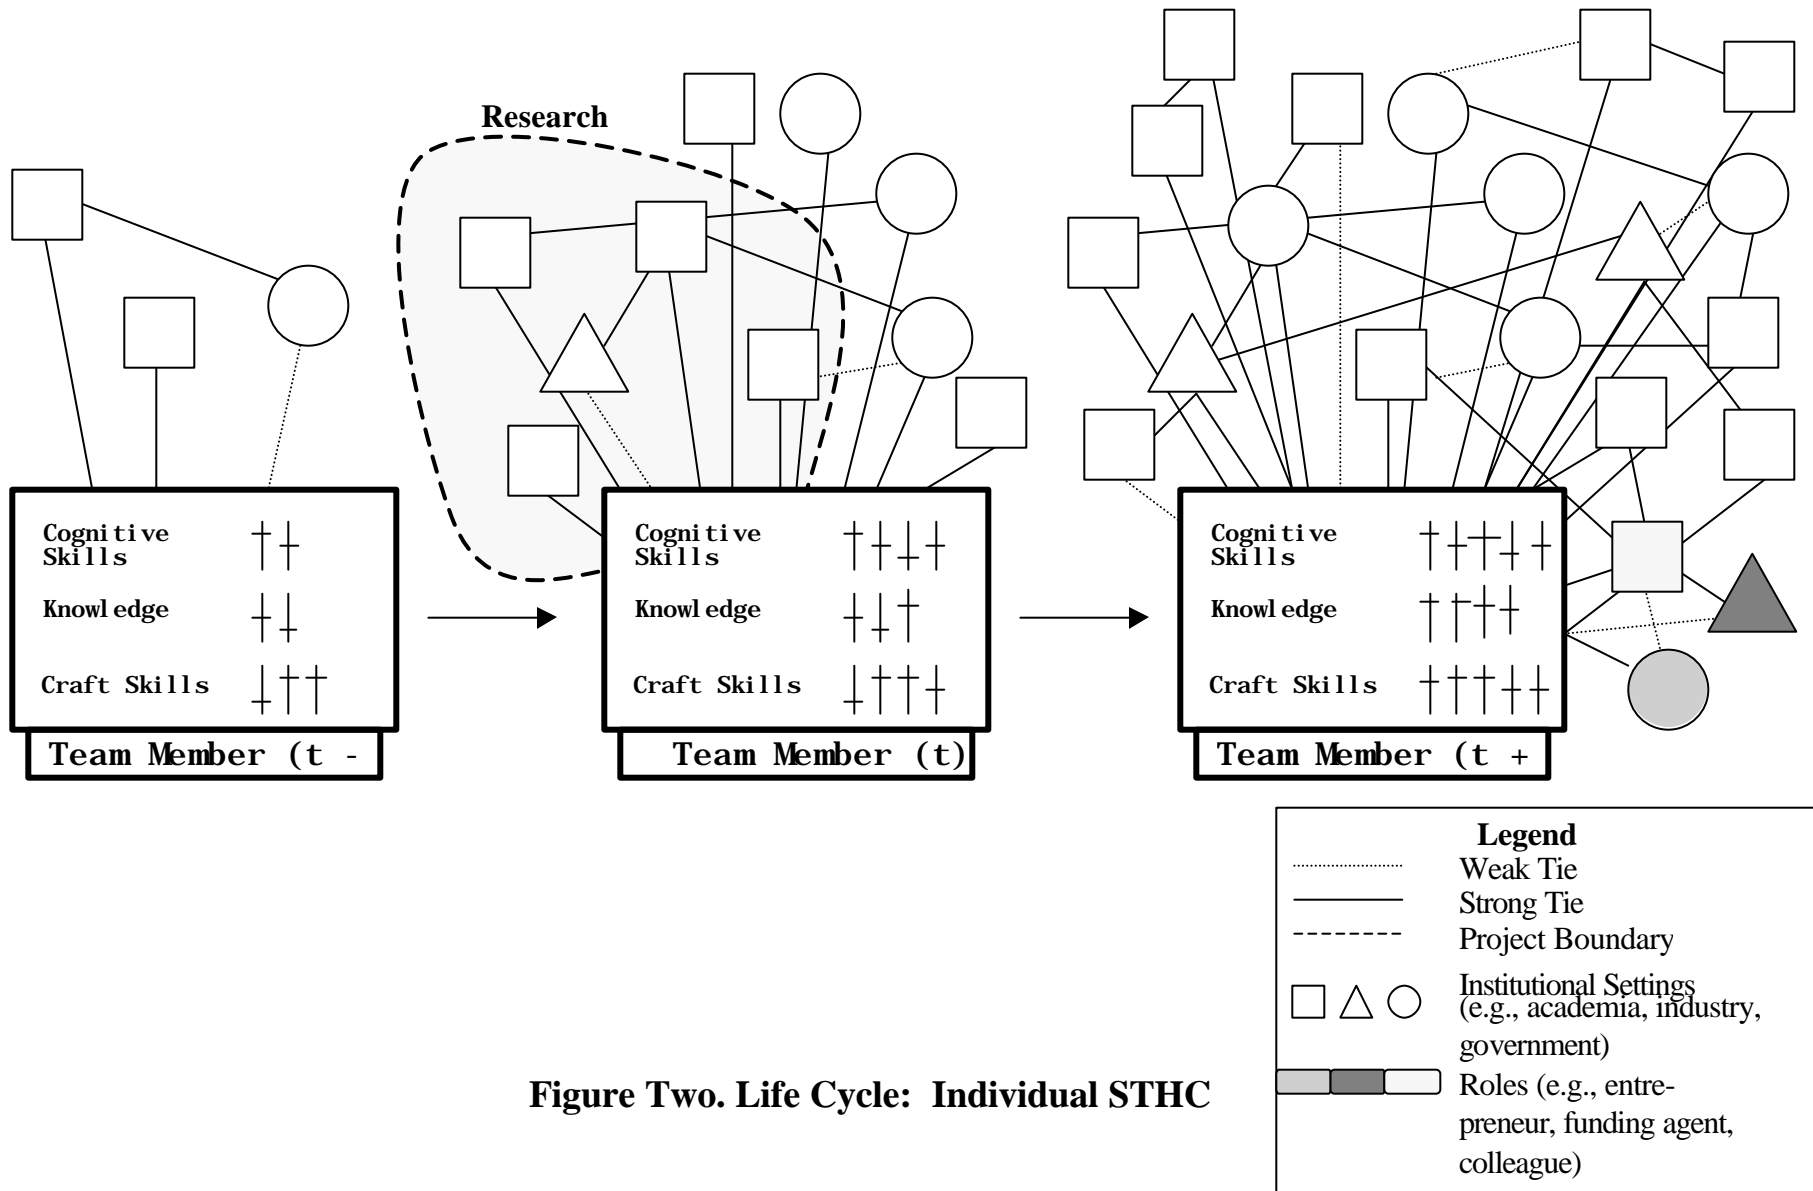 Research
Cognitive
Skills
Knowledge
Craft Skills
Team Member (t -
Cognitive
Skills
Knowledge
Craft Skills
Team Member (t)
Cognitive
Skills
Knowledge
Craft Skills
Team Member (t +
Legend
Weak Tie
Strong Tie
Project Boundary
Institutional Settings
(e.g., academia, industry,
government)
Roles (e.g., entre-
preneur, funding agent,
colleague)
Figure Two. Life Cycle: Individual STHC